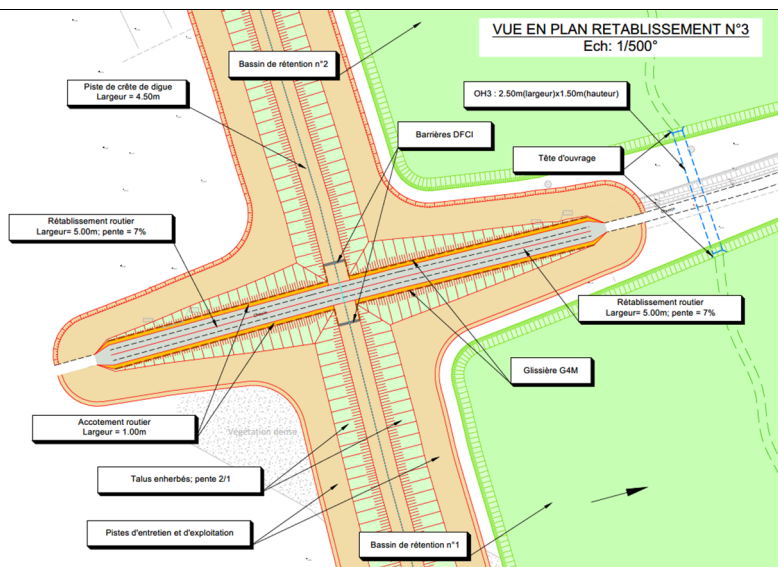 VUE EN PLAN RETABLISSEMENT N°3
Ech: 1/500°
Bassin de rétention n°2
Piste de crête de digue
Largeur = 4.50m
OH3 : 2.50m(largeur)x1.50m(hauteur)
Barrières DFCI
Tête d'ouvrage
Rétablissement routier
Largeur= 5.00m; pente = 7%
Rétablissement routier
Largeur= 5.00m; pente = 7%
Glissière G4M
Accotement routier
Largeur = 1.00m
Végétation dense
Talus enherbés; pente 2/1
Pistes d'entretien et d'exploitation
Bassin de rétention n°1